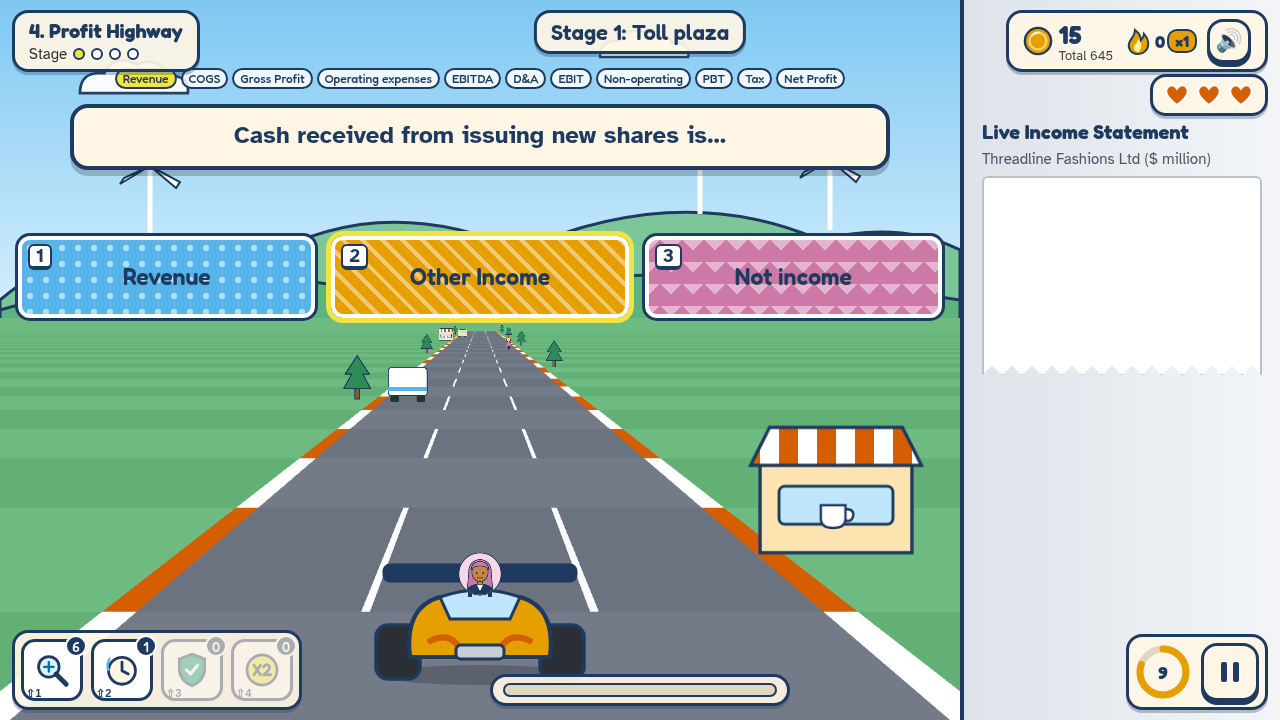 4. Profit Highway
Stage
Stage 1: Toll plaza
15
Total 645
0
x1
Revenue
COGS
Gross Profit
Operating expenses
EBITDA
D&A
EBIT
Non-operating
PBT
Tax
Net Profit
Cash received from issuing new shares is...
Live Income Statement
Threadline Fashions Ltd ($ million)
1
Revenue
2
Other Income
3
Not income
6
⇧1
1
⇧2
0
⇧3
X2
0
⇧4
9